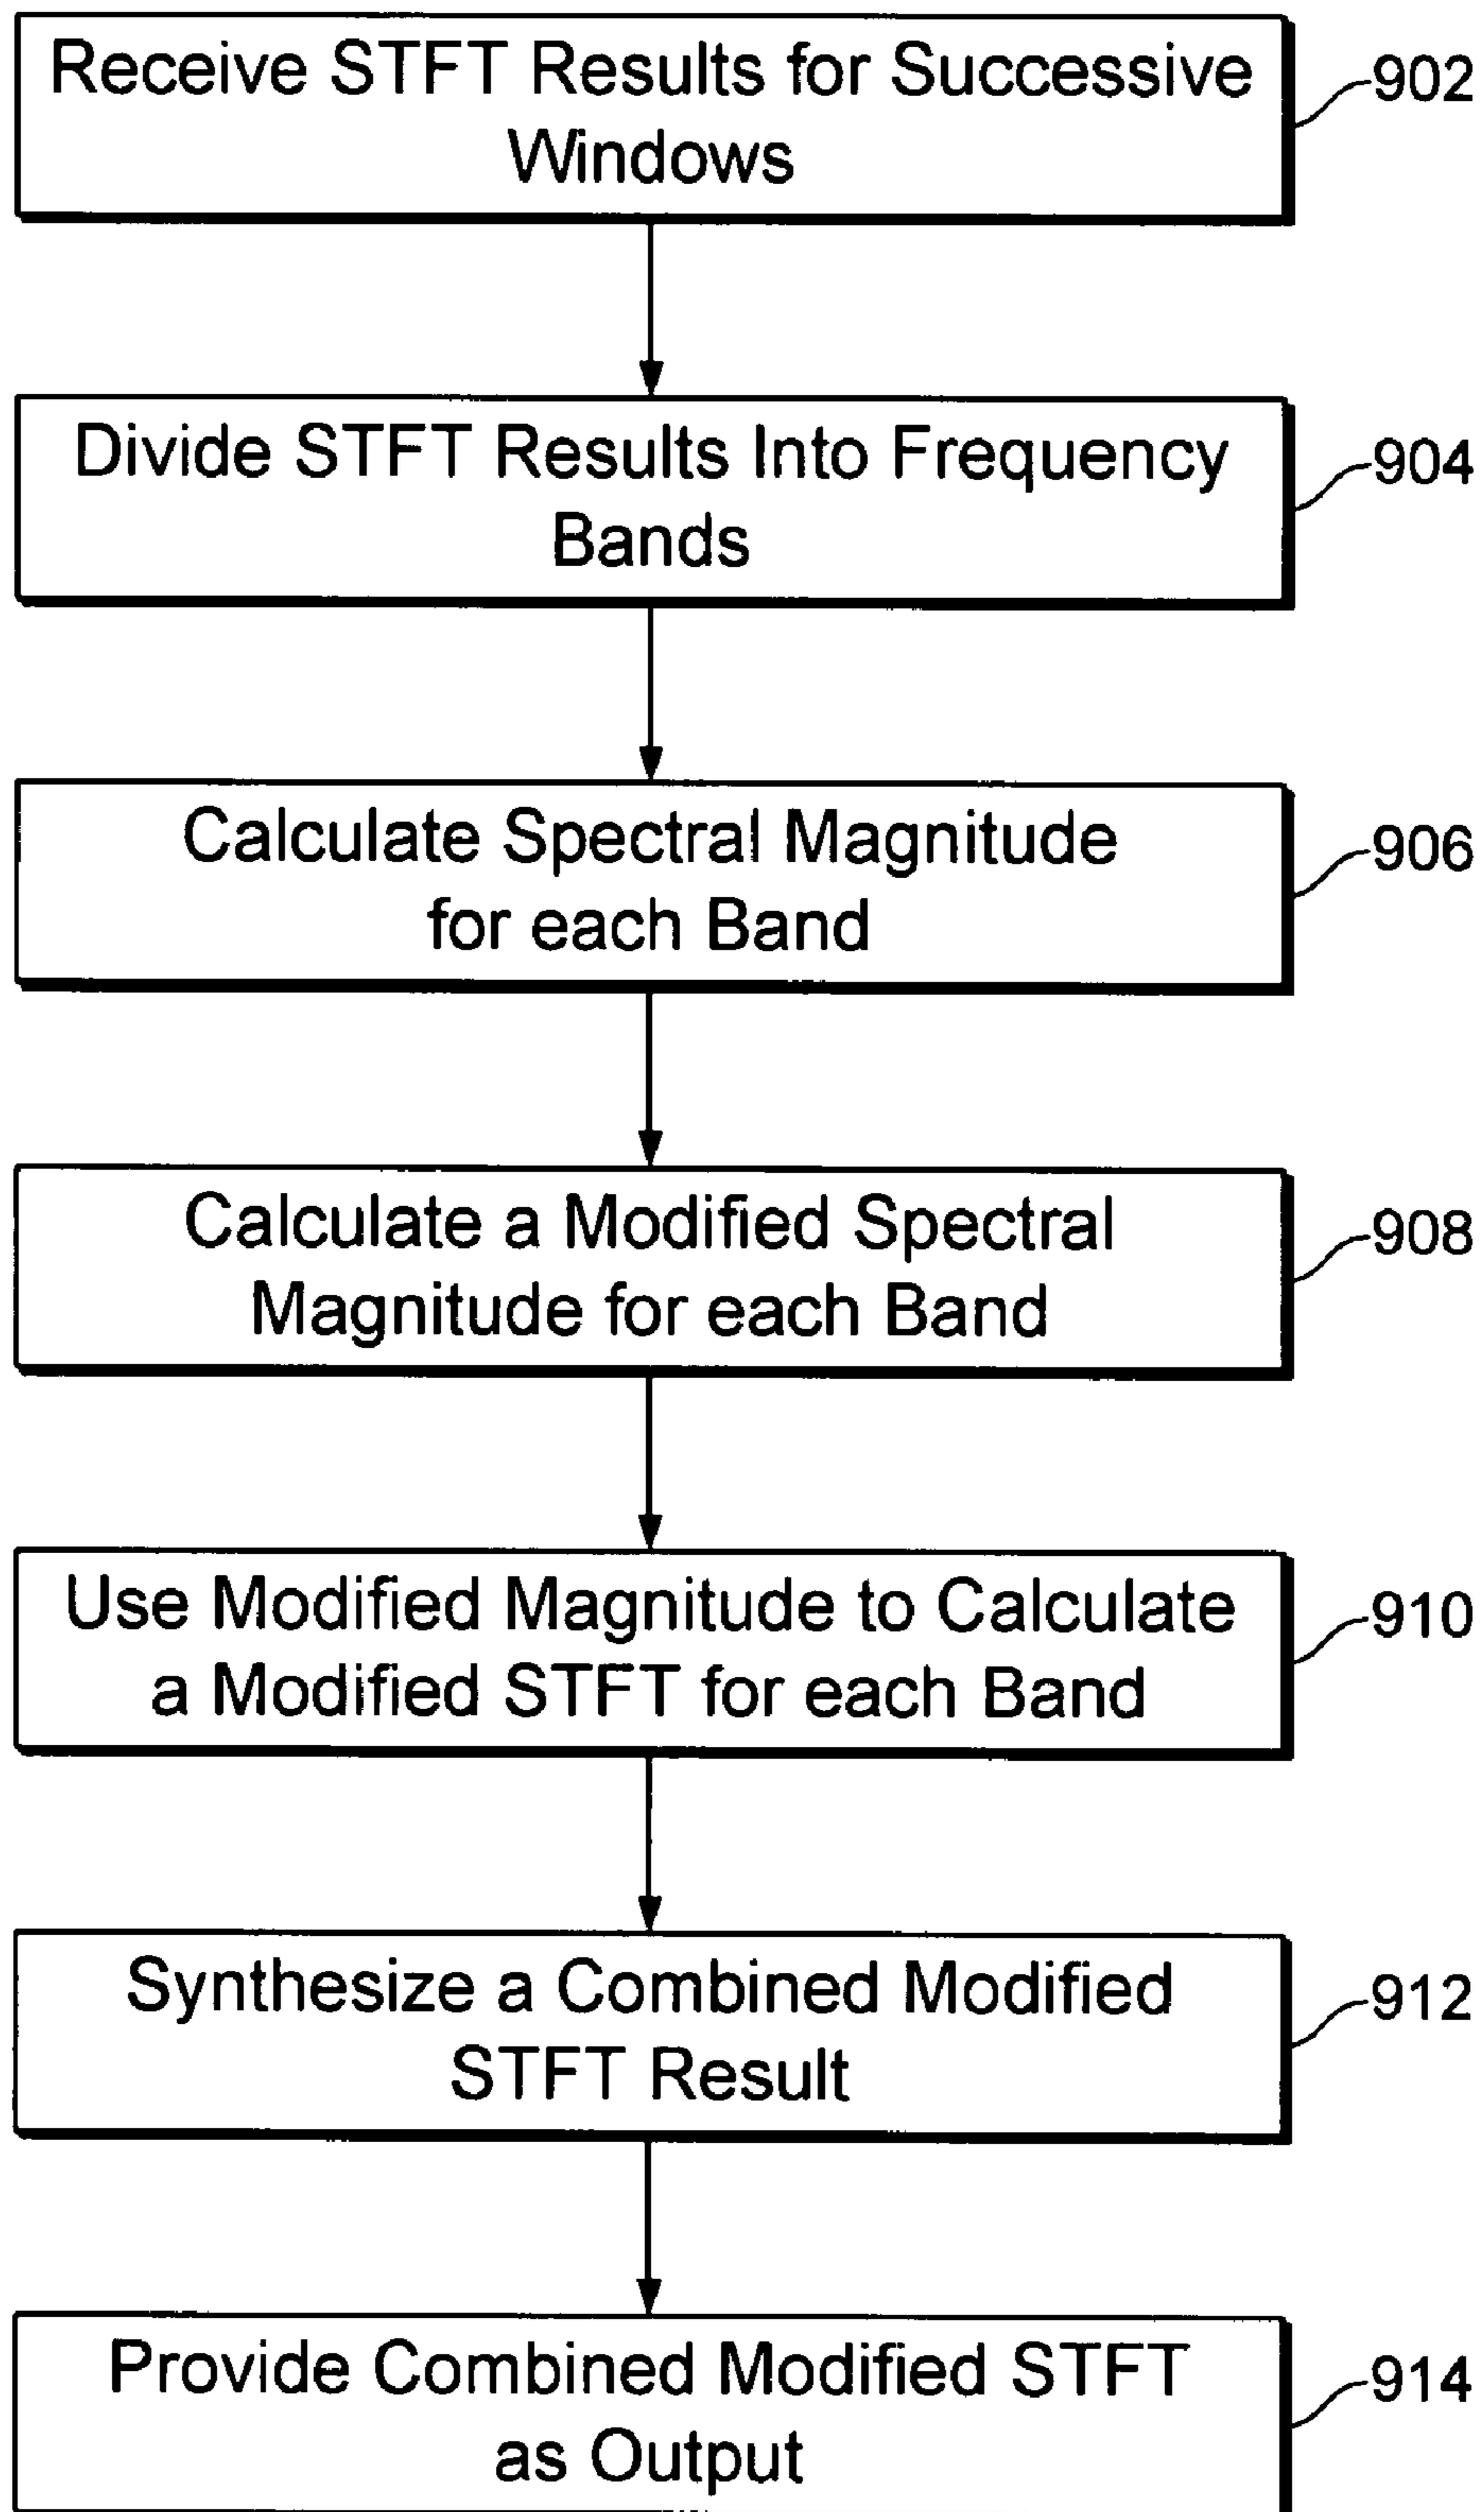 Receive STFT Results for Successive
Windows
902
Divide STFT Results Into Frequency
Bands
904
Calculate Spectral Magnitude
for each Band
906
Calculate a Modified Spectral
Magnitude for each Band
908
Use Modified Magnitude to Calculate
a Modified STFT for each Band
910
Synthesize a Combined Modified
STFT Result
912
Provide Combined Modified STFT
as Output
914